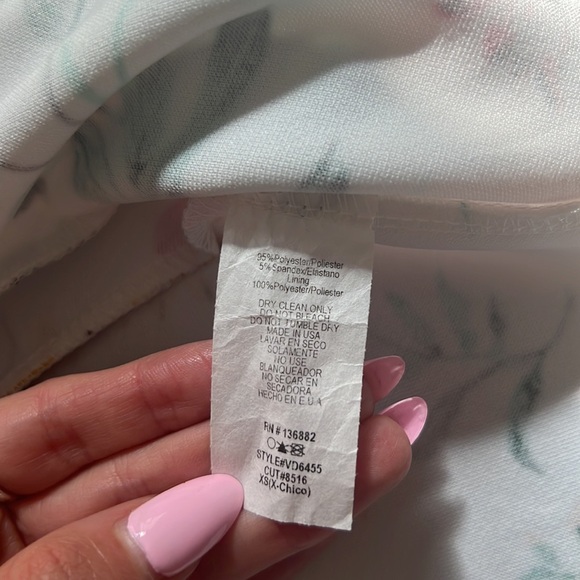 95%Polyester/Poliester
5%Spandex/Elastano
Lining
100%Polyester/Poliester
DRY CLEAN ONLY
DO NOT BLEACH
DO NOT TUMBLE DRY
MADE IN USA
LAVAR EN SECO
SOLAMENTE
NO USE
BLANQUEADOR
NO SECAR EN
SECADORA
HECHO EN E.U.A
RN # 136882
STYLE#VD6455
CUT#8516
XS(X-Chico)